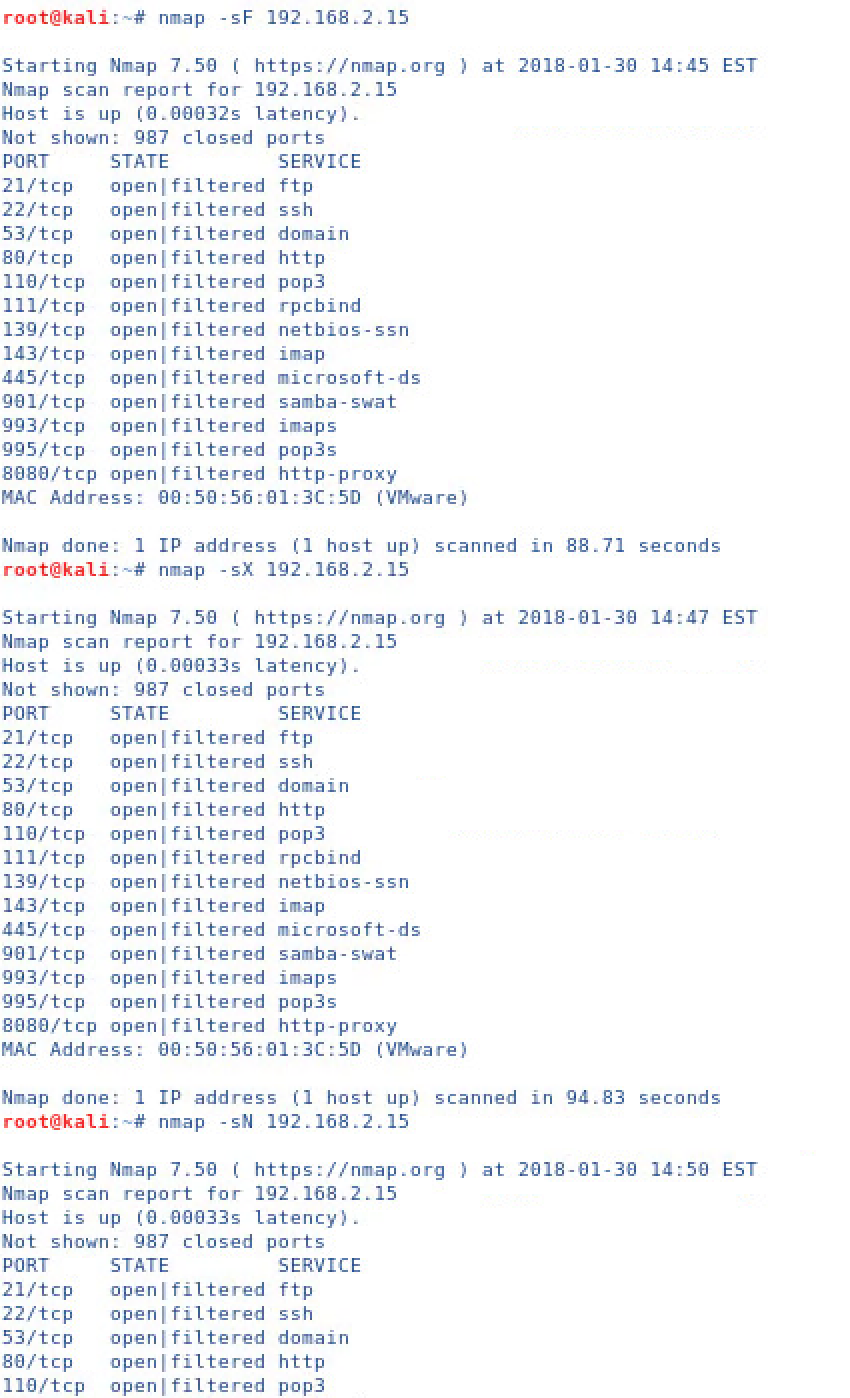 root@kali:~# nmap -sF 192.168.2.15
Starting Nmap 7.50 ( https://nmap.org ) at 2018-01-30 14:45 EST
Nmap scan report for 192.168.2.15
Host is up (0.00032s latency).
Not shown: 987 closed ports
PORT     STATE         SERVICE
21/tcp   open|filtered ftp
22/tcp   open|filtered ssh
53/tcp   open|filtered domain
80/tcp   open|filtered http
110/tcp  open|filtered pop3
111/tcp  open|filtered rpcbind
139/tcp  open|filtered netbios-ssn
143/tcp  open|filtered imap
445/tcp  open|filtered microsoft-ds
901/tcp  open|filtered samba-swat
993/tcp  open|filtered imaps
995/tcp  open|filtered pop3s
8080/tcp open|filtered http-proxy
MAC Address: 00:50:56:01:3C:5D (VMware)
Nmap done: 1 IP address (1 host up) scanned in 88.71 seconds
root@kali:~# nmap -sX 192.168.2.15
Starting Nmap 7.50 ( https://nmap.org ) at 2018-01-30 14:47 EST
Nmap scan report for 192.168.2.15
Host is up (0.00033s latency).
Not shown: 987 closed ports
PORT     STATE         SERVICE
21/tcp   open|filtered ftp
22/tcp   open|filtered ssh
53/tcp   open|filtered domain
80/tcp   open|filtered http
110/tcp  open|filtered pop3
111/tcp  open|filtered rpcbind
139/tcp  open|filtered netbios-ssn
143/tcp  open|filtered imap
445/tcp  open|filtered microsoft-ds
901/tcp  open|filtered samba-swat
993/tcp  open|filtered imaps
995/tcp  open|filtered pop3s
8080/tcp open|filtered http-proxy
MAC Address: 00:50:56:01:3C:5D (VMware)
Nmap done: 1 IP address (1 host up) scanned in 94.83 seconds
root@kali:~# nmap -sN 192.168.2.15
Starting Nmap 7.50 ( https://nmap.org ) at 2018-01-30 14:50 EST
Nmap scan report for 192.168.2.15
Host is up (0.00033s latency).
Not shown: 987 closed ports
PORT     STATE         SERVICE
21/tcp   open|filtered ftp
22/tcp   open|filtered ssh
53/tcp   open|filtered domain
80/tcp   open|filtered http
110/tcp  open|filtered pop3